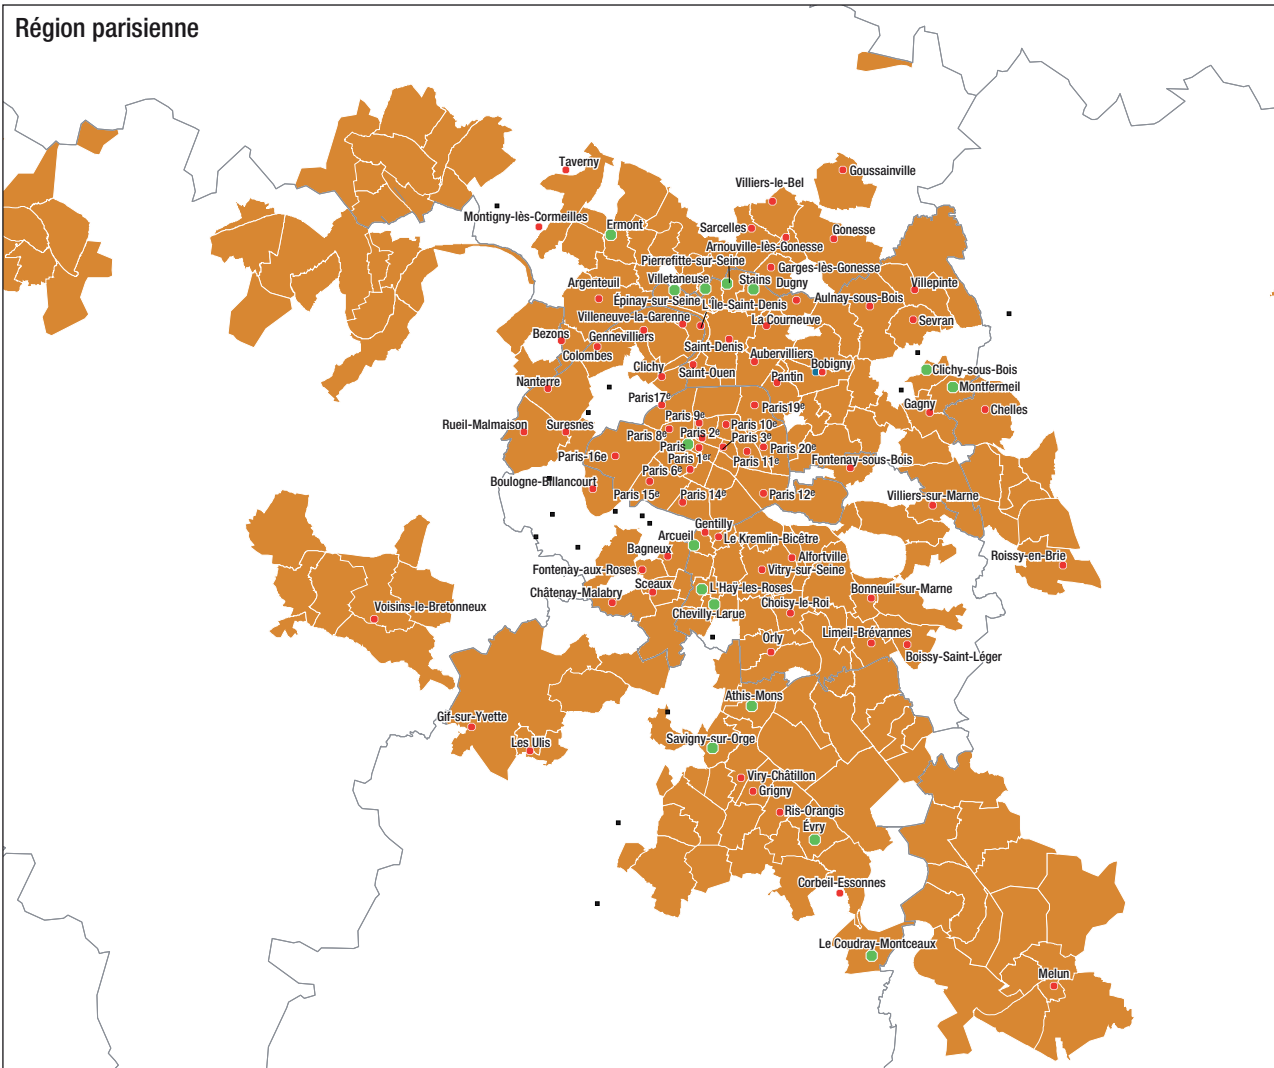 Région parisienne
Taverny
Goussainville
Villiers-le-Bel
Montigny-lès-Cormeilles
Ermont
Sarcelles
Gonesse
Arnouville-lès-Gonesse
Pierrefitte-sur-Seine
Garges-lès-Gonesse
Argenteuil
Villetaneuse
Stains
Dugny
Villepinte
Épinay-sur-Seine
L'Île-Saint-Denis
Aulnay-sous-Bois
Villeneuve-la-Garenne
La Courneuve
Sevran
Bezons
Gennevilliers
Saint-Denis
Colombes
Aubervilliers
Clichy
Saint-Ouen
Bobigny
Clichy-sous-Bois
Nanterre
Pantin
Montfermeil
Paris17e
Paris19e
Gagny
Chelles
Rueil-Malmaison
Suresnes
Paris 9e
Paris 10e
Paris 8e
Paris 2e
Paris 3e
Paris
Paris 20e
Paris-16e
Paris 1er
Paris 11e
Fontenay-sous-Bois
Paris 6e
Boulogne-Billancourt
Paris 15e
Paris 14e
Paris 12e
Villiers-sur-Marne
Gentilly
Arcueil
Le Kremlin-Bicêtre
Bagneux
Alfortville
Roissy-en-Brie
Fontenay-aux-Roses
Vitry-sur-Seine
Sceaux
L'Haÿ-les-Roses
Bonneuil-sur-Marne
Châtenay-Malabry
Choisy-le-Roi
Voisins-le-Bretonneux
Chevilly-Larue
Orly
Limeil-Brévannes
Boissy-Saint-Léger
Athis-Mons
Gif-sur-Yvette
Les Ulis
Savigny-sur-Orge
Viry-Châtillon
Grigny
Ris-Orangis
Évry
Corbeil-Essonnes
Le Coudray-Montceaux
Melun